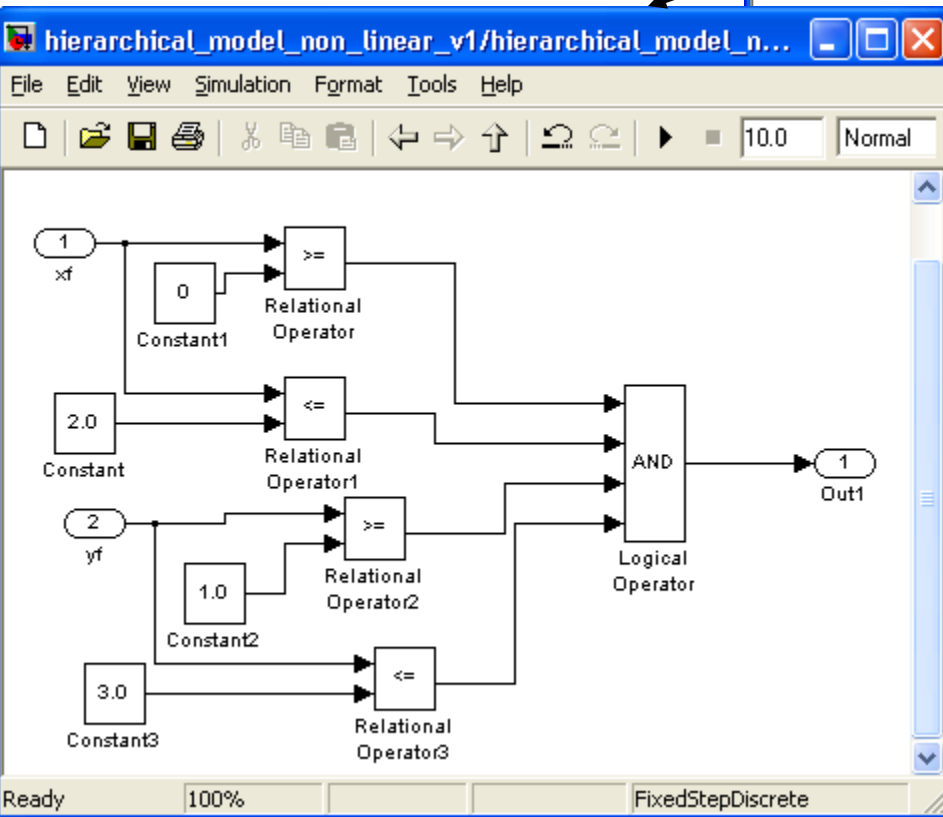 hierarchical_model_non_linear_v1/hierarchical_model_n...
File Edit View Simulation Format Tools Help
10.0 Normal
1
xf
0
Constant1
>=
Relational
Operator
2.0
Constant
<=
Relational
Operator1
2
yf
1.0
Constant2
>=
Relational
Operator2
3.0
Constant3
<=
Relational
Operator3
AND
Logical
Operator
1
Out1
Ready 100% FixedStepDiscrete